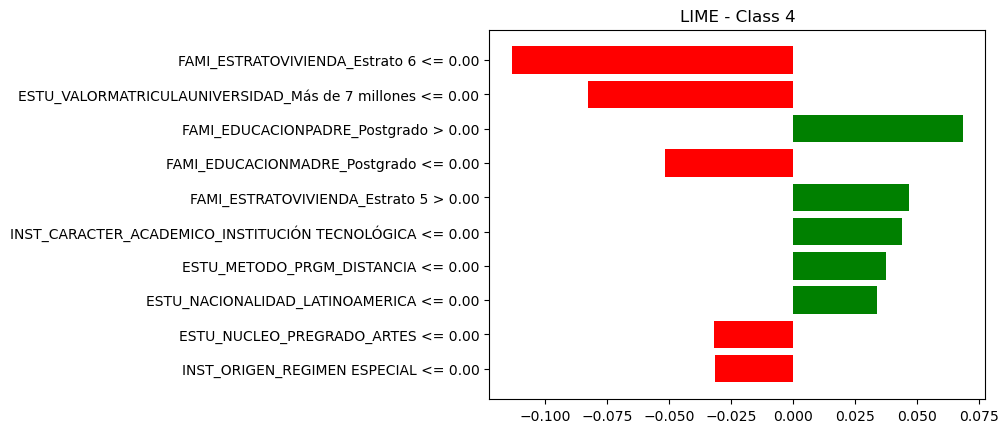 LIME - Class 4
FAMI_ESTRATOVIVIENDA_Estrato 6 <= 0.00
ESTU_VALORMATRICULAUNIVERSIDAD_Más de 7 millones <= 0.00
FAMI_EDUCACIONPADRE_Postgrado > 0.00
FAMI_EDUCACIONMADRE_Postgrado <= 0.00
FAMI_ESTRATOVIVIENDA_Estrato 5 > 0.00
INST_CARACTER_ACADEMICO_INSTITUCIÓN TECNOLÓGICA <= 0.00
ESTU_METODO_PRGM_DISTANCIA <= 0.00
ESTU_NACIONALIDAD_LATINOAMERICA <= 0.00
ESTU_NUCLEO_PREGRADO_ARTES <= 0.00
INST_ORIGEN_REGIMEN ESPECIAL <= 0.00
−0.100 −0.075 −0.050 −0.025 0.000 0.025 0.050 0.075